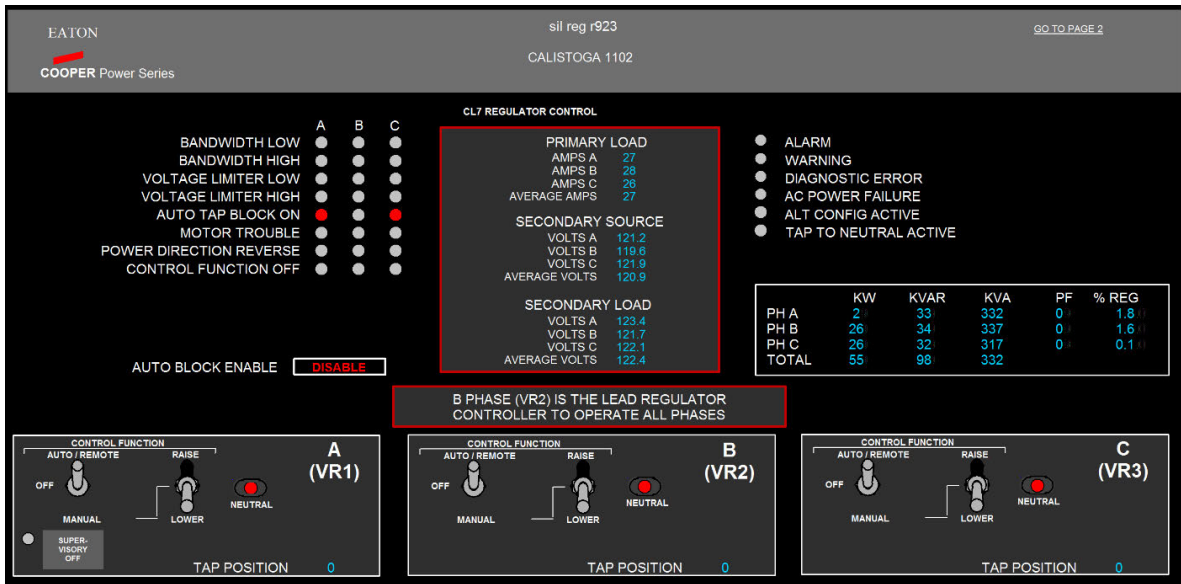 EATON
COOPER Power Series
sil reg r923
CALISTOGA 1102
GO TO PAGE 2
A B C
BANDWIDTH LOW
BANDWIDTH HIGH
VOLTAGE LIMITER LOW
VOLTAGE LIMITER HIGH
AUTO TAP BLOCK ON
MOTOR TROUBLE
POWER DIRECTION REVERSE
CONTROL FUNCTION OFF
AUTO BLOCK ENABLE DISABLE
CL7 REGULATOR CONTROL
PRIMARY LOAD
AMPS A 27
AMPS B 28
AMPS C 26
AVERAGE AMPS 27
SECONDARY SOURCE
VOLTS A 121.2
VOLTS B 119.6
VOLTS C 121.9
AVERAGE VOLTS 120.9
SECONDARY LOAD
VOLTS A 123.4
VOLTS B 121.7
VOLTS C 122.1
AVERAGE VOLTS 122.4
ALARM
WARNING
DIAGNOSTIC ERROR
AC POWER FAILURE
ALT CONFIG ACTIVE
TAP TO NEUTRAL ACTIVE
KW KVAR KVA PF % REG
PH A 2 33 332 0 1.8
PH B 26 34 337 0 1.6
PH C 26 32 317 0 0.1
TOTAL 55 98 332
B PHASE (VR2) IS THE LEAD REGULATOR
CONTROLLER TO OPERATE ALL PHASES
CONTROL FUNCTION
AUTO / REMOTE RAISE
A
(VR1)
OFF
NEUTRAL
MANUAL LOWER
SUPER-
VISORY
OFF
TAP POSITION 0
CONTROL FUNCTION
AUTO / REMOTE RAISE
B
(VR2)
OFF
NEUTRAL
MANUAL LOWER
TAP POSITION 0
CONTROL FUNCTION
AUTO / REMOTE RAISE
C
(VR3)
OFF
NEUTRAL
MANUAL LOWER
TAP POSITION 0